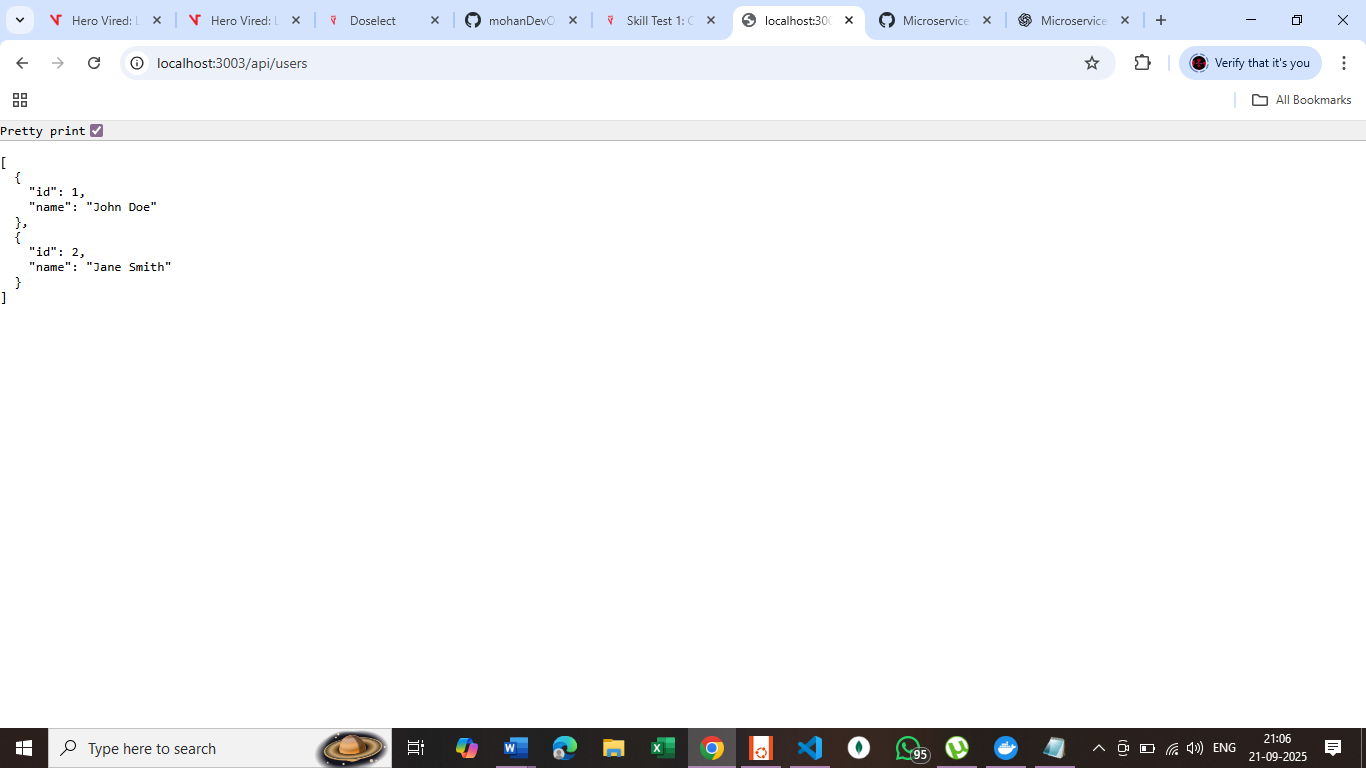 Hero Vired: L
Hero Vired: L
Doselect
mohanDevO
Skill Test 1: C
localhost:300
Microservice
Microservice
localhost:3003/api/users
Verify that it's you
All Bookmarks
Pretty print
[
  {
    "id": 1,
    "name": "John Doe"
  },
  {
    "id": 2,
    "name": "Jane Smith"
  }
]
Type here to search
95
ENG
21:06
21-09-2025